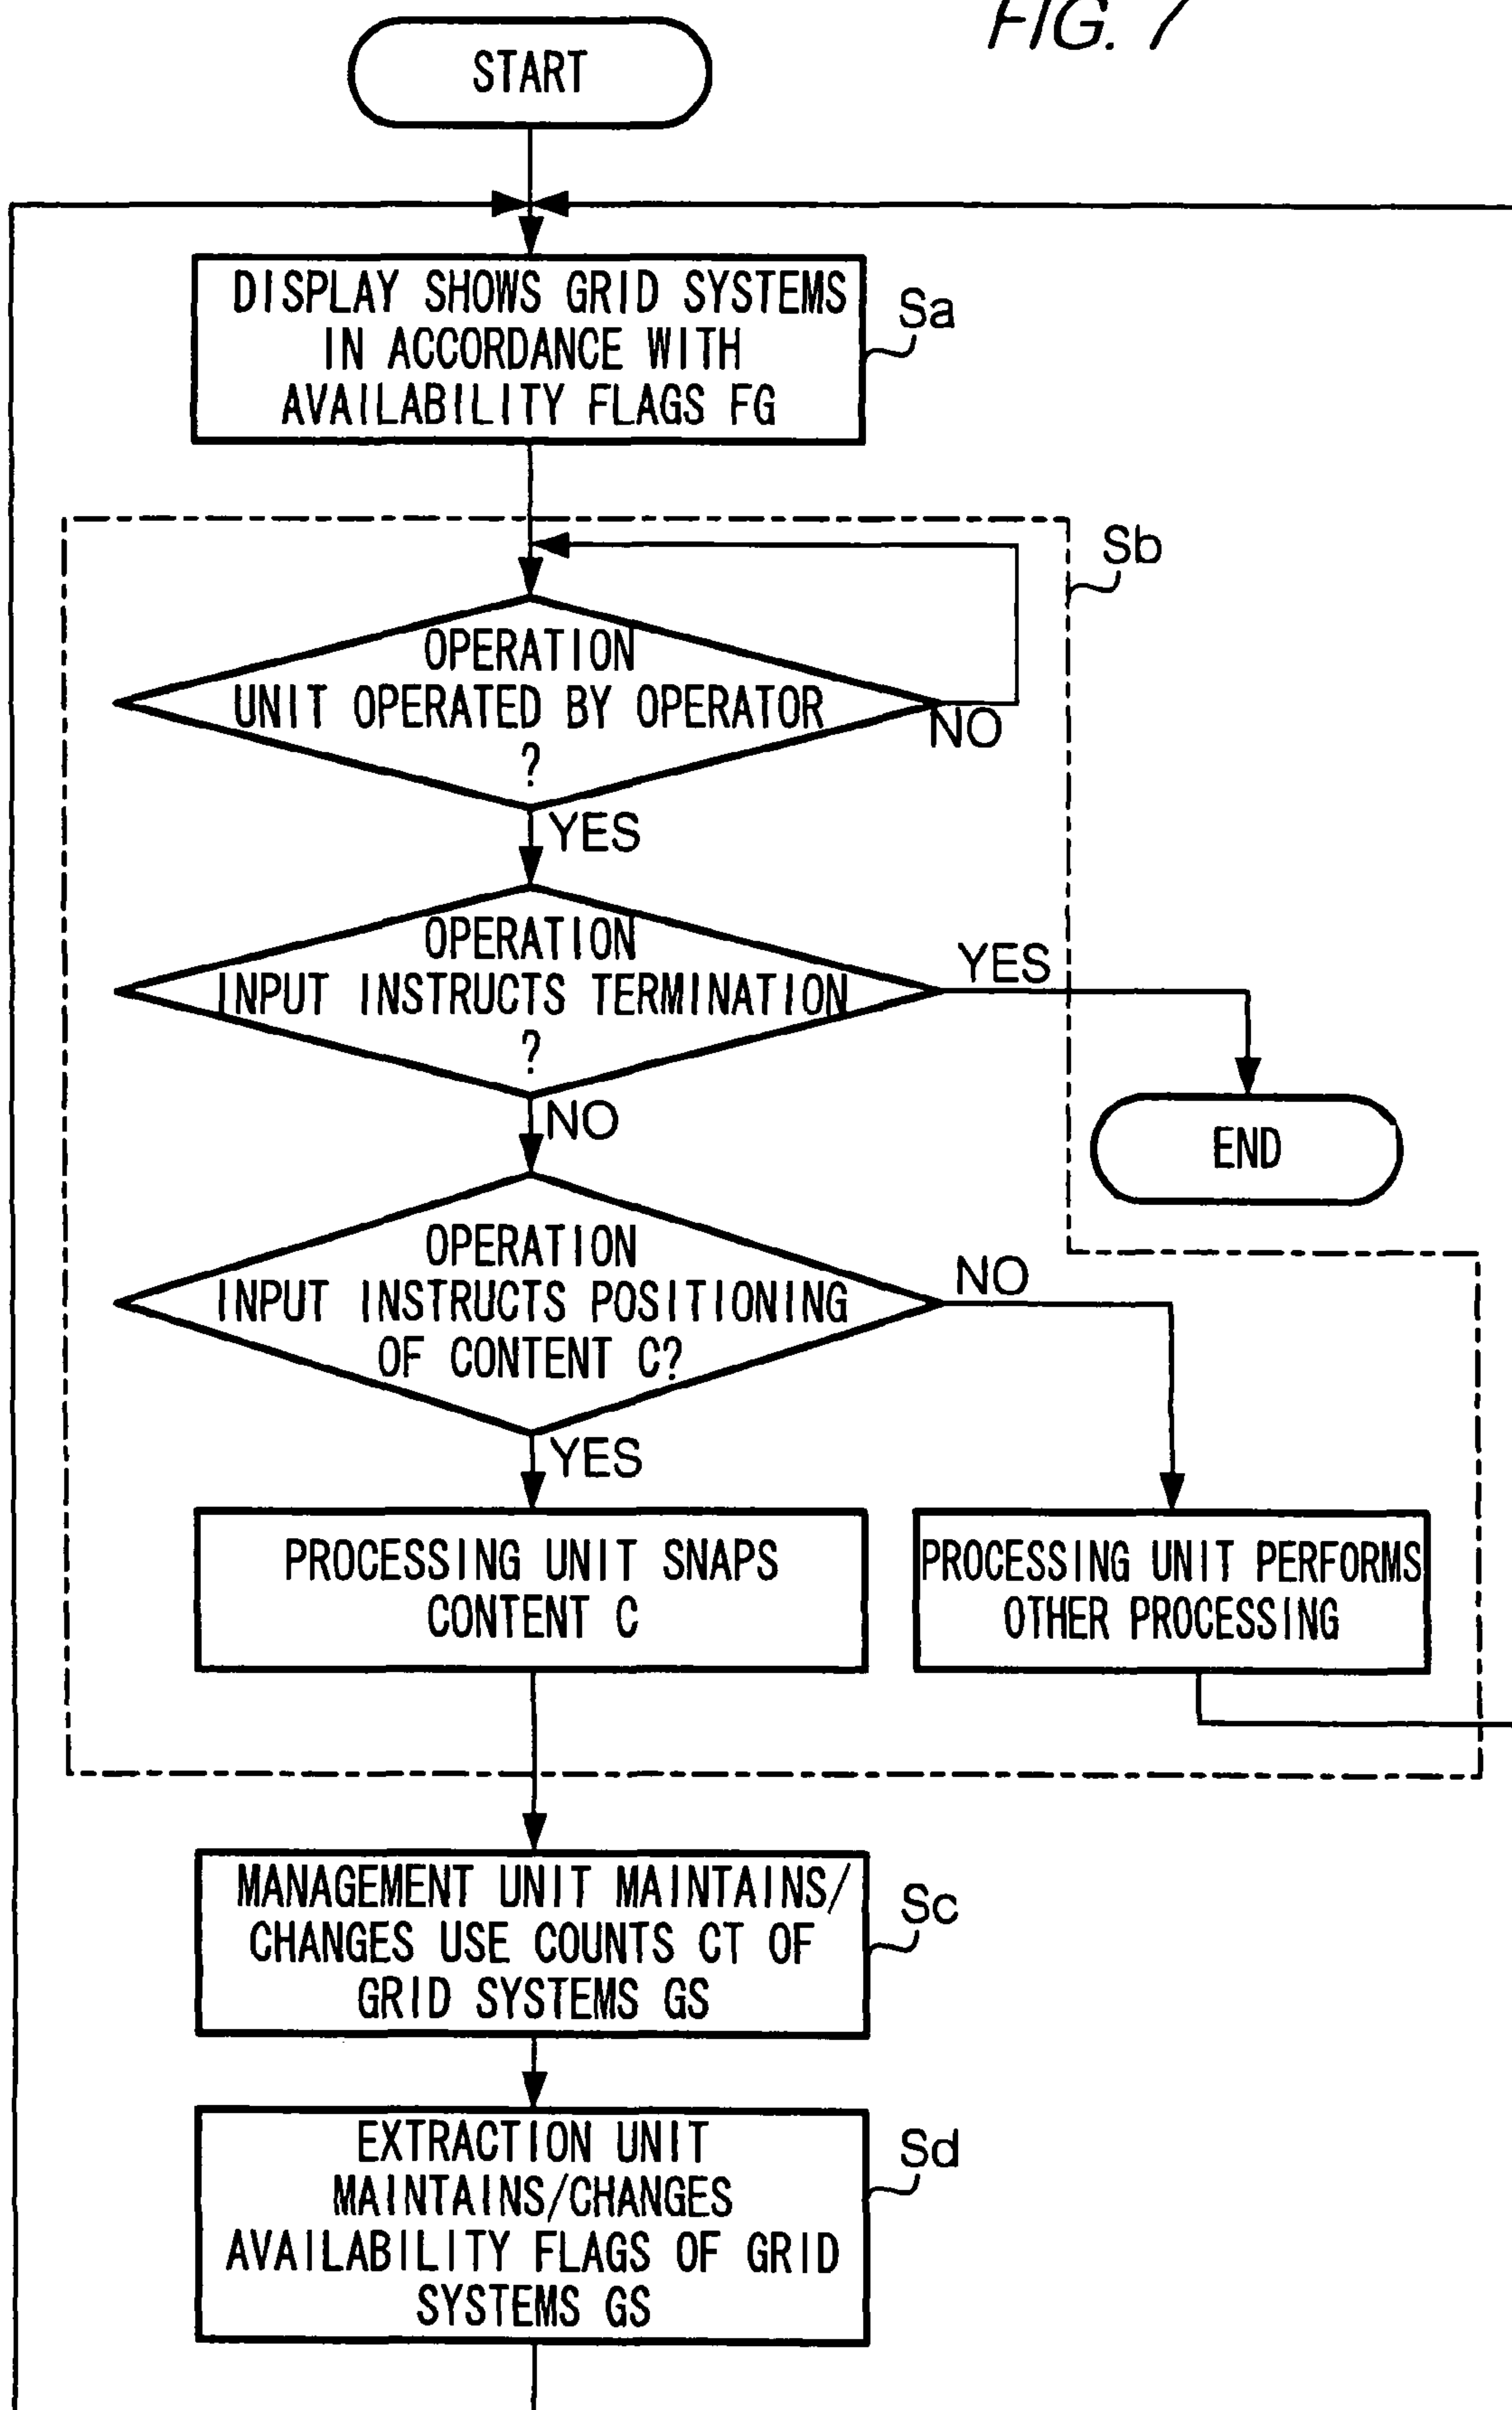 FIG. 7
START
DISPLAY SHOWS GRID SYSTEMS
IN ACCORDANCE WITH
AVAILABILITY FLAGS FG
Sa
Sb
OPERATION
UNIT OPERATED BY OPERATOR
?
NO
YES
OPERATION
INPUT INSTRUCTS TERMINATION
?
YES
NO
END
OPERATION
INPUT INSTRUCTS POSITIONING
OF CONTENT C?
NO
YES
PROCESSING UNIT SNAPS
CONTENT C
PROCESSING UNIT PERFORMS
OTHER PROCESSING
MANAGEMENT UNIT MAINTAINS/
CHANGES USE COUNTS CT OF
GRID SYSTEMS GS
Sc
EXTRACTION UNIT
MAINTAINS/CHANGES
AVAILABILITY FLAGS OF GRID
SYSTEMS GS
Sd